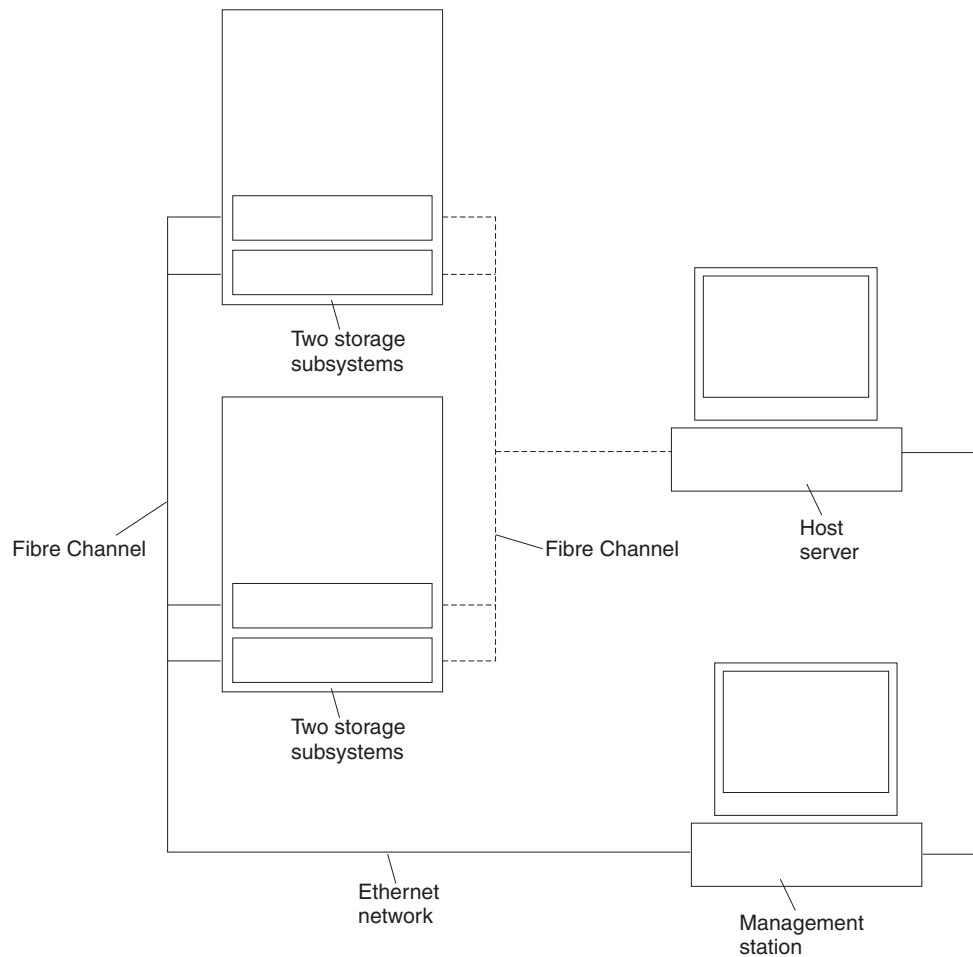 Two storage
subsystems
Fibre Channel
Fibre Channel
Host
server
Two storage
subsystems
Ethernet
network
Management
station